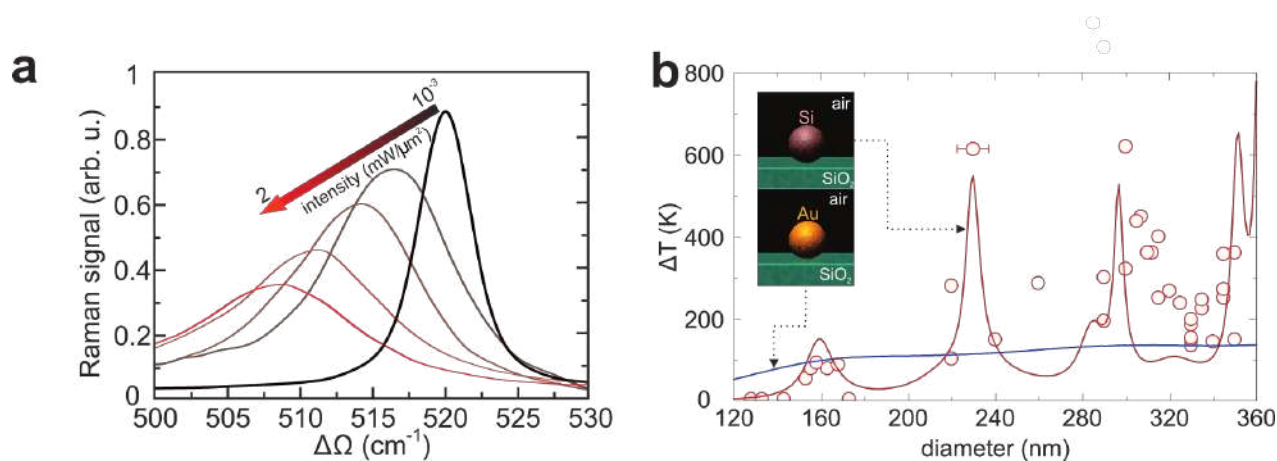 a
Raman signal (arb. u.)
1
0.8
0.6
0.4
0.2
0
10⁻³
intensity (mW/μm²)
2
500 505 510 515 520 525 530
ΔΩ (cm⁻¹)
b
ΔT (K)
800
600
400
200
0
air
Si
SiO₂
air
Au
SiO₂
120 160 200 240 280 320 360
diameter (nm)